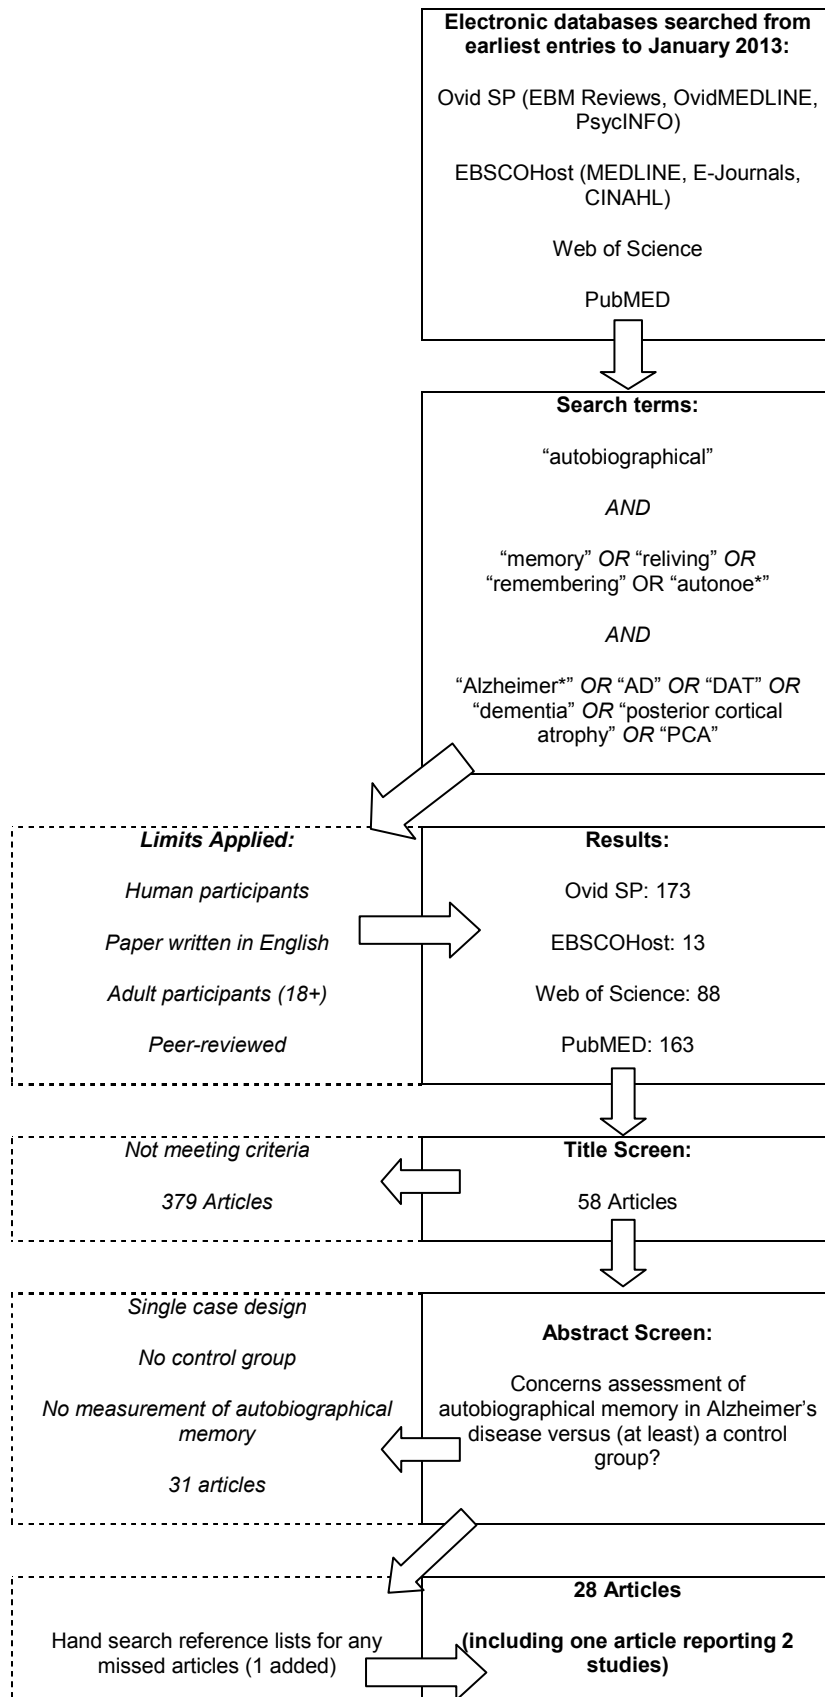 Electronic databases searched from
earliest entries to January 2013:
Ovid SP (EBM Reviews, OvidMEDLINE,
PsycINFO)
EBSCOHost (MEDLINE, E-Journals,
CINAHL)
Web of Science
PubMED
Search terms:
“autobiographical”
AND
“memory” OR “reliving” OR
“remembering” OR “autonoe*”
AND
“Alzheimer*” OR “AD” OR “DAT” OR
“dementia” OR “posterior cortical
atrophy” OR “PCA”
Limits Applied:
Human participants
Paper written in English
Adult participants (18+)
Peer-reviewed
Results:
Ovid SP: 173
EBSCOHost: 13
Web of Science: 88
PubMED: 163
Not meeting criteria
379 Articles
Title Screen:
58 Articles
Single case design
No control group
No measurement of autobiographical
memory
31 articles
Abstract Screen:
Concerns assessment of
autobiographical memory in Alzheimer’s
disease versus (at least) a control
group?
Hand search reference lists for any
missed articles (1 added)
28 Articles
(including one article reporting 2
studies)